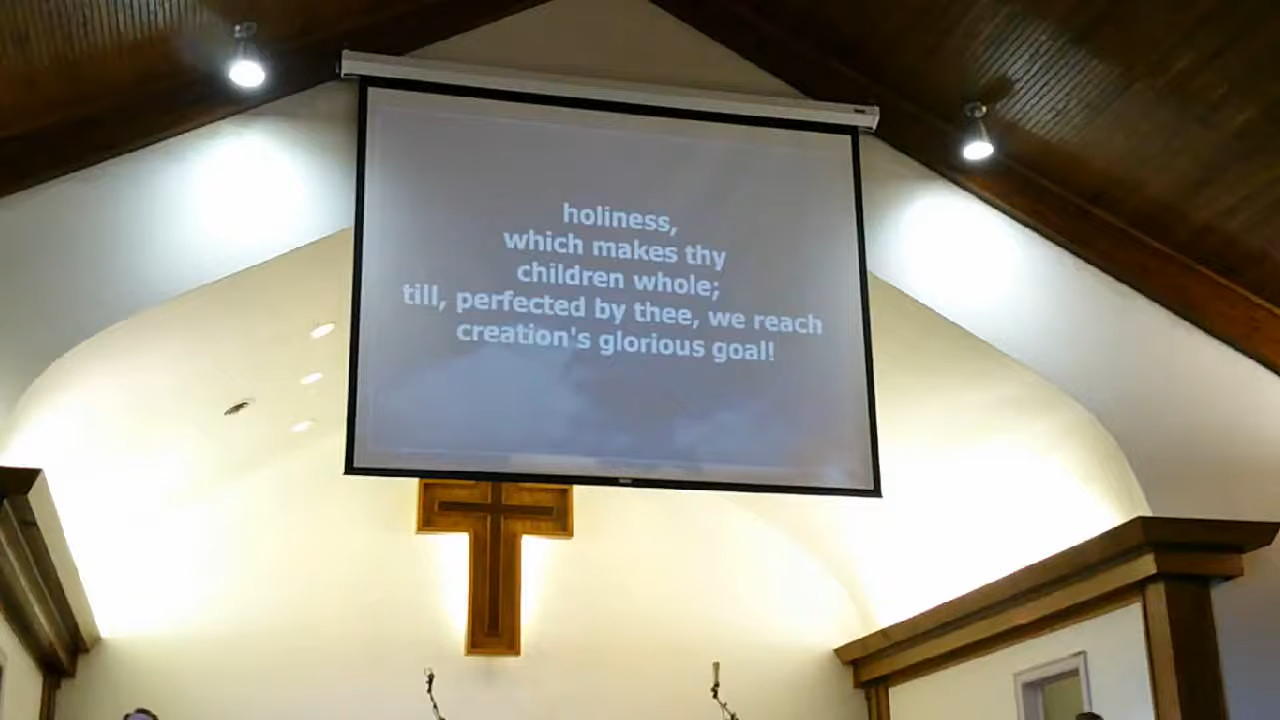 holiness,
which makes thy
children whole;
till, perfected by thee, we reach
creation's glorious goal!